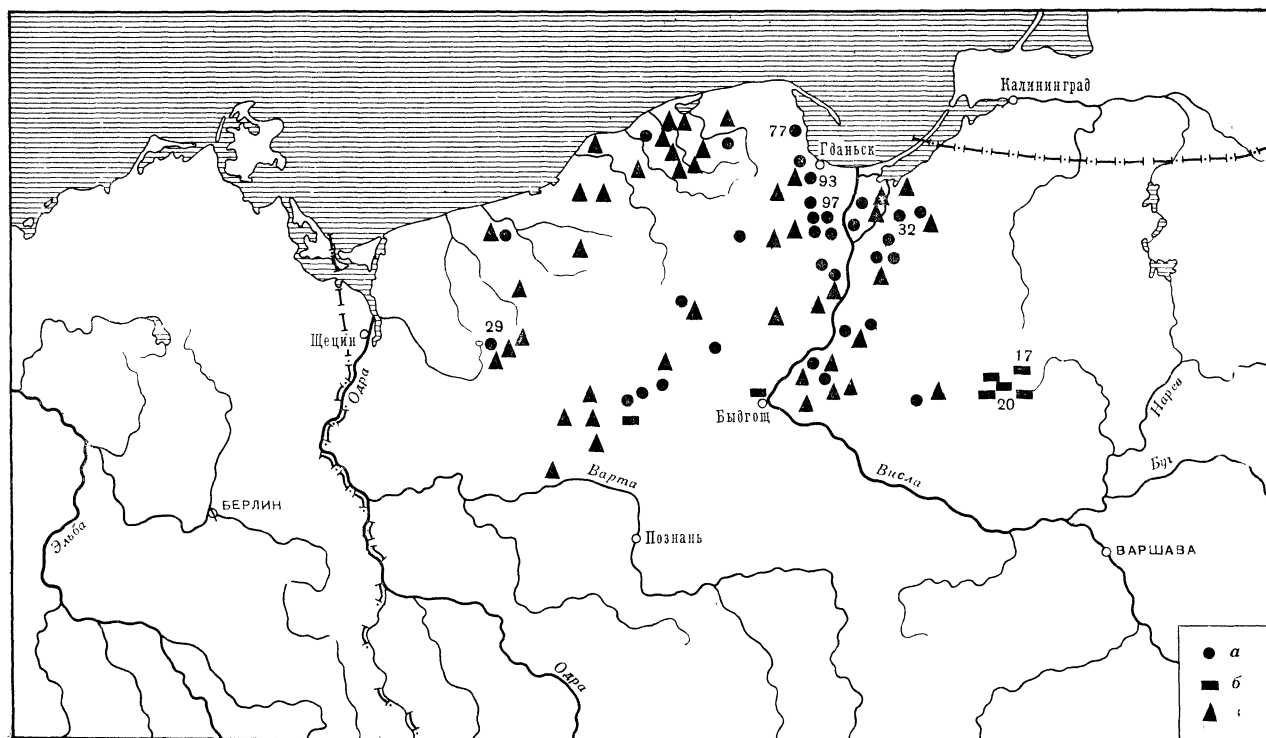 Калининград
77
Гданьск
93
97
32
29
Щецин
Одра
17
20
Быдгощ
Нарев
Буг
Варта
Висла
БЕРЛИН
Эльба
Познань
ВАРШАВА
Одра
а
б